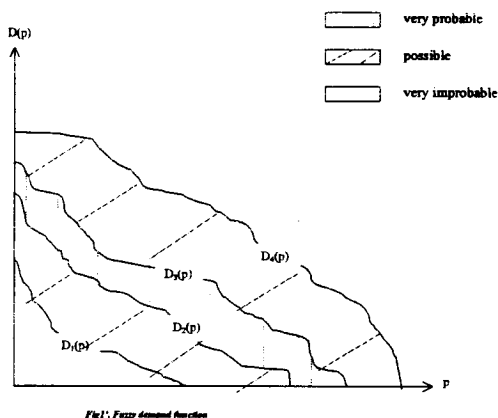 D(p)
very probable
possible
very improbable
D₄(p)
D₃(p)
D₂(p)
D₁(p)
p
Fig1'. Fuzzy demand function